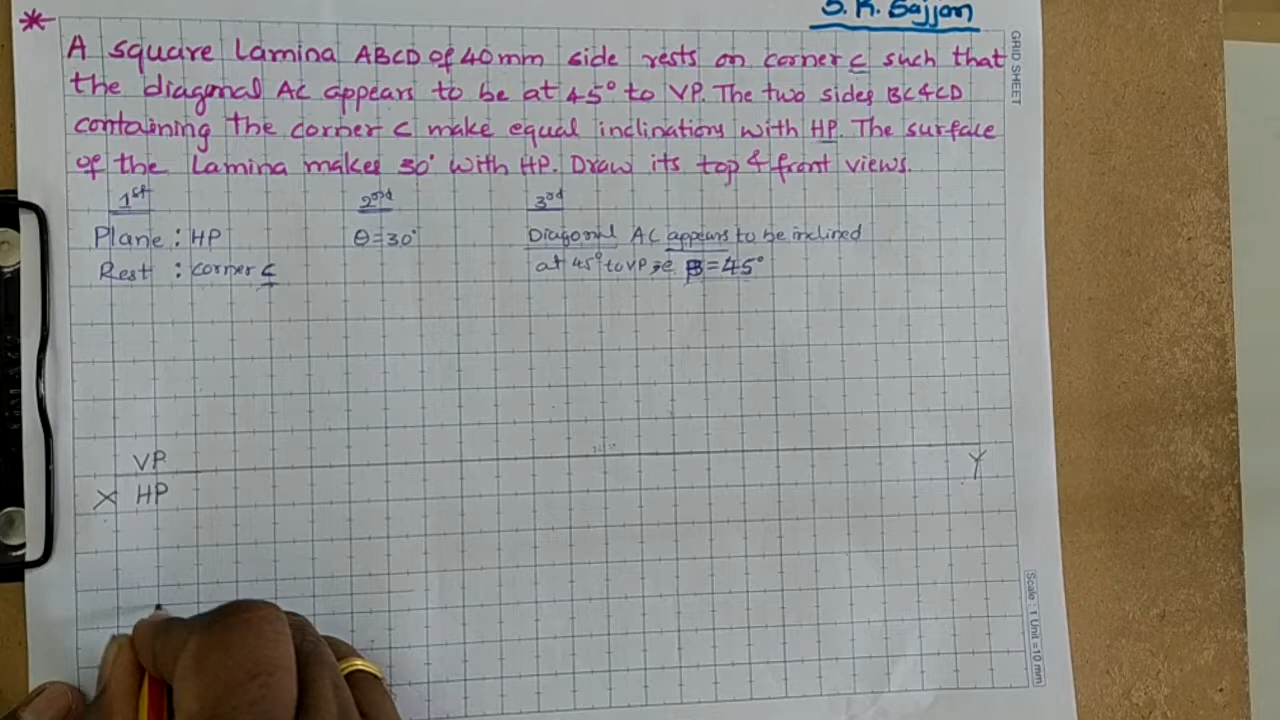 S. R. Sajjan
* A square Lamina ABCD of 40mm side rests on corner C such that
the diagonal AC appears to be at 45° to VP. The two sides BC & CD
containing the corner C make equal inclinations with HP. The surface
of the Lamina makes 30° with HP. Draw its top & front views.
1st 2nd 3rd
Plane : HP θ=30° Diagonal AC appears to be inclined
Rest : corner C at 45° to VP ie β=45°
VP
X HP Y
GRID SHEET
Scale : 1 Unit = 10 mm